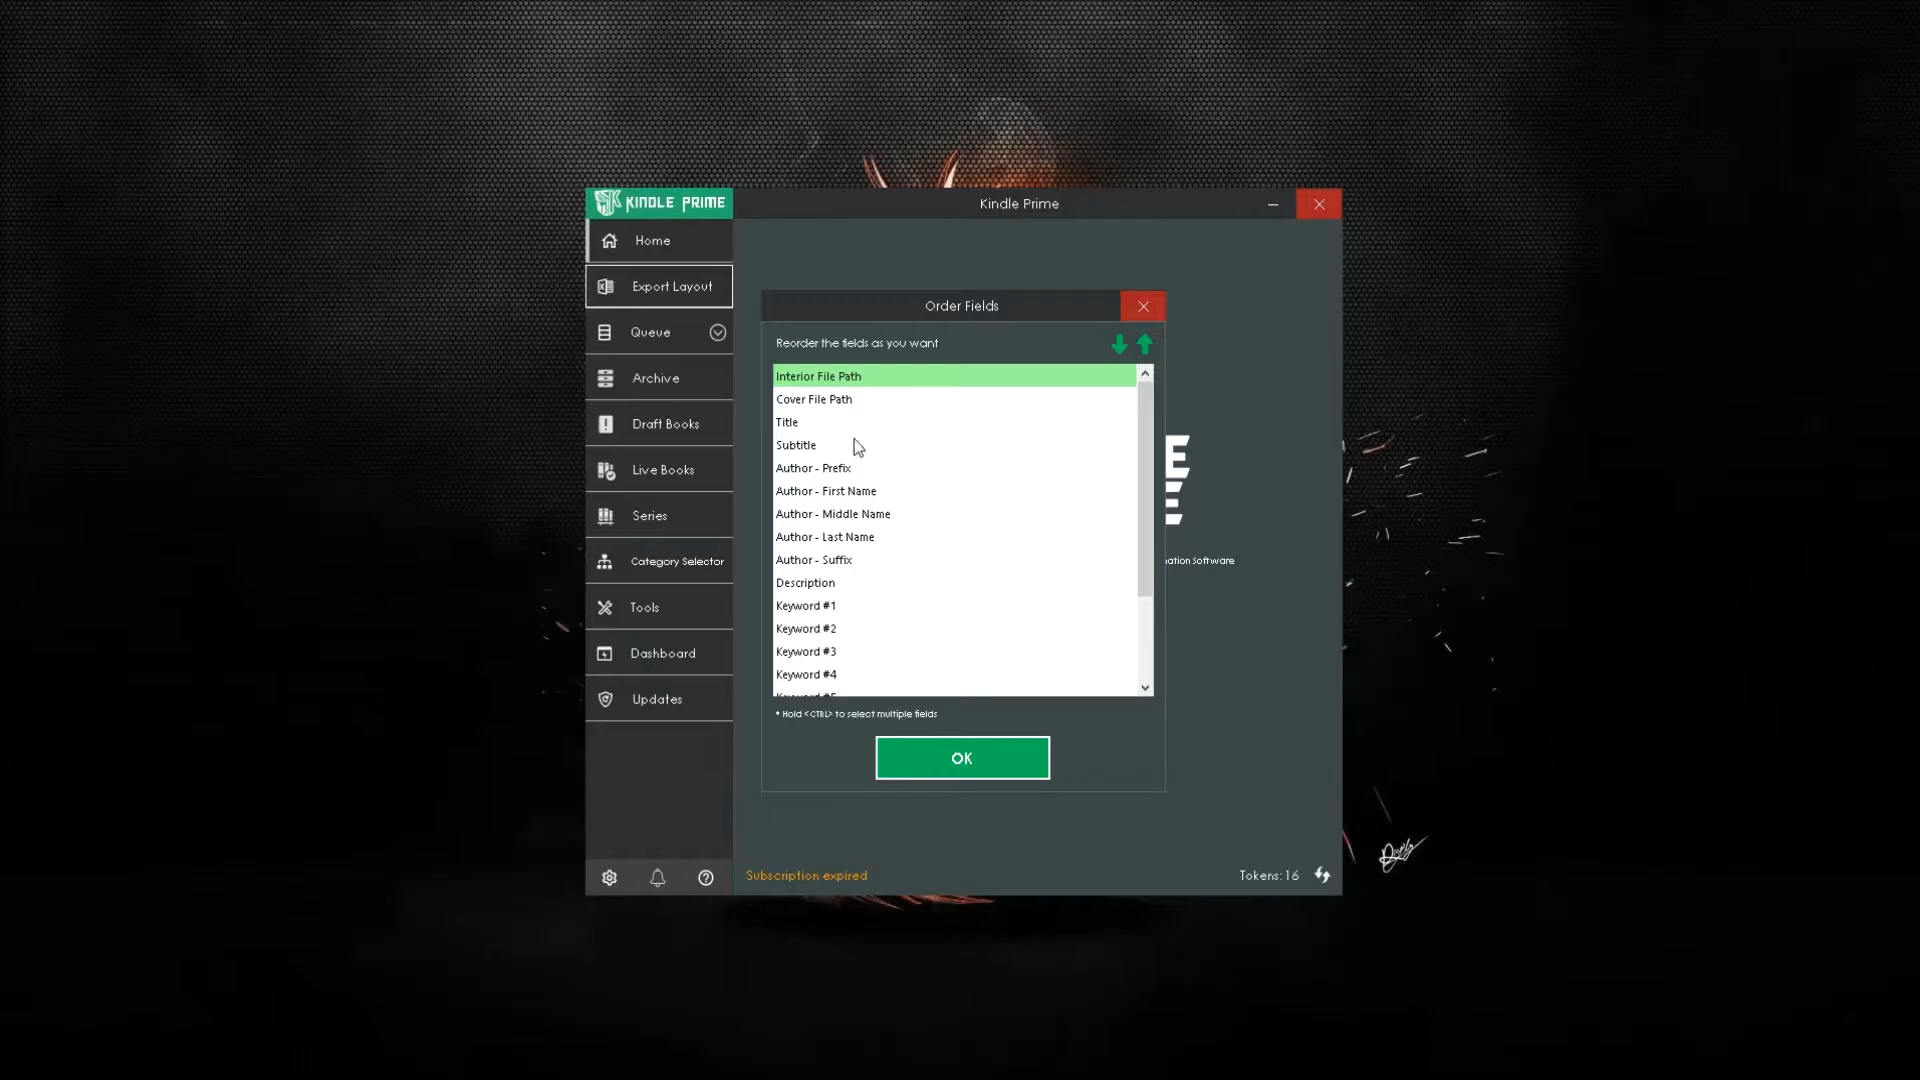 KINDLE PRIME
Kindle Prime
Home
Export Layout
Queue
Archive
Draft Books
Live Books
Series
Category Selector
Tools
Dashboard
Updates
Order Fields
Reorder the fields as you want
Interior File Path
Cover File Path
Title
Subtitle
Author - Prefix
Author - First Name
Author - Middle Name
Author - Last Name
Author - Suffix
Description
Keyword #1
Keyword #2
Keyword #3
Keyword #4
Keyword #5
* Hold <CTRL> to select multiple fields
OK
Software
Subscription expired
Tokens: 16